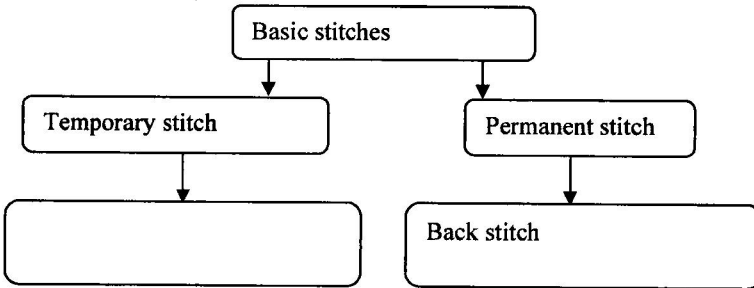 Basic stitches
Temporary stitch
Permanent stitch
Back stitch